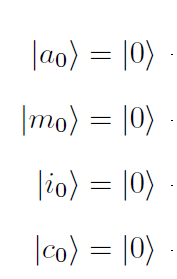 |a₀⟩ = |0⟩
|m₀⟩ = |0⟩
|i₀⟩ = |0⟩
|c₀⟩ = |0⟩